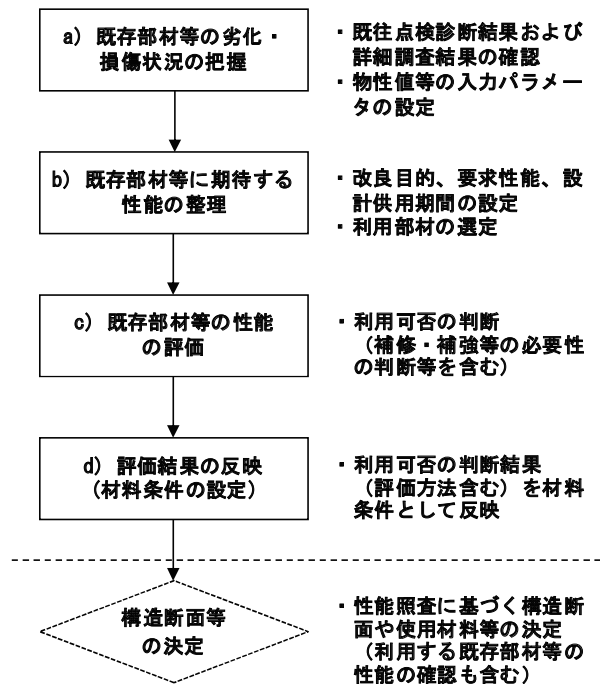 a) 既存部材等の劣化・
損傷状況の把握
・既往点検診断結果および
詳細調査結果の確認
・物性値等の入力パラメー
タの設定
b) 既存部材等に期待する
性能の整理
・改良目的、要求性能、設
計供用期間の設定
・利用部材の選定
c) 既存部材等の性能
の評価
・利用可否の判断
（補修・補強等の必要性
の判断等を含む）
d) 評価結果の反映
（材料条件の設定）
・利用可否の判断結果
（評価方法含む）を材料
条件として反映
構造断面等
の決定
・性能照査に基づく構造断
面や使用材料等の決定
（利用する既存部材等の
性能の確認も含む）